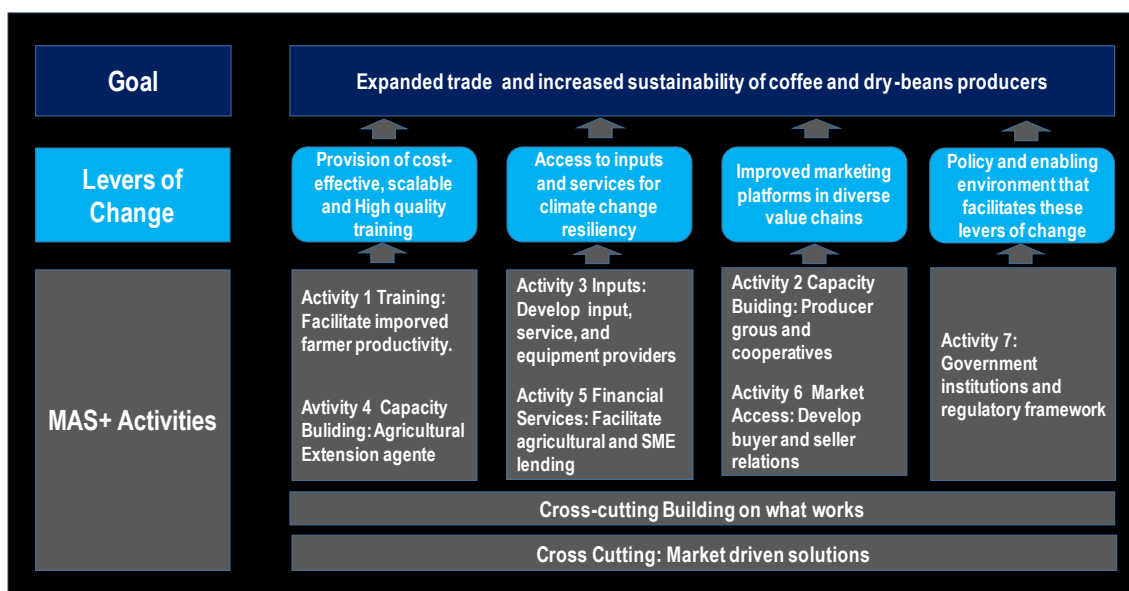 Goal
Expanded trade and increased sustainability of coffee and dry-beans producers
Levers of
Change
Provision of cost-
effective, scalable
and High quality
training
Access to inputs
and services for
climate change
resiliency
Improved marketing
platforms in diverse
value chains
Policy and enabling
environment that
facilitates these
levers of change
MAS+ Activities
Activity 1 Training:
Facilitate imporved
farmer productivity.
Avtivity 4 Capacity
Buliding: Agricultural
Extension agente
Activity 3 Inputs:
Develop input,
service, and
equipment providers
Activity 5 Financial
Services: Facilitate
agricultural and SME
lending
Activity 2 Capacity
Buiding: Producer
grous and
cooperatives
Activity 6 Market
Access: Develop
buyer and seller
relations
Activity 7:
Government
institutions and
regulatory framework
Cross-cutting Building on what works
Cross Cutting: Market driven solutions